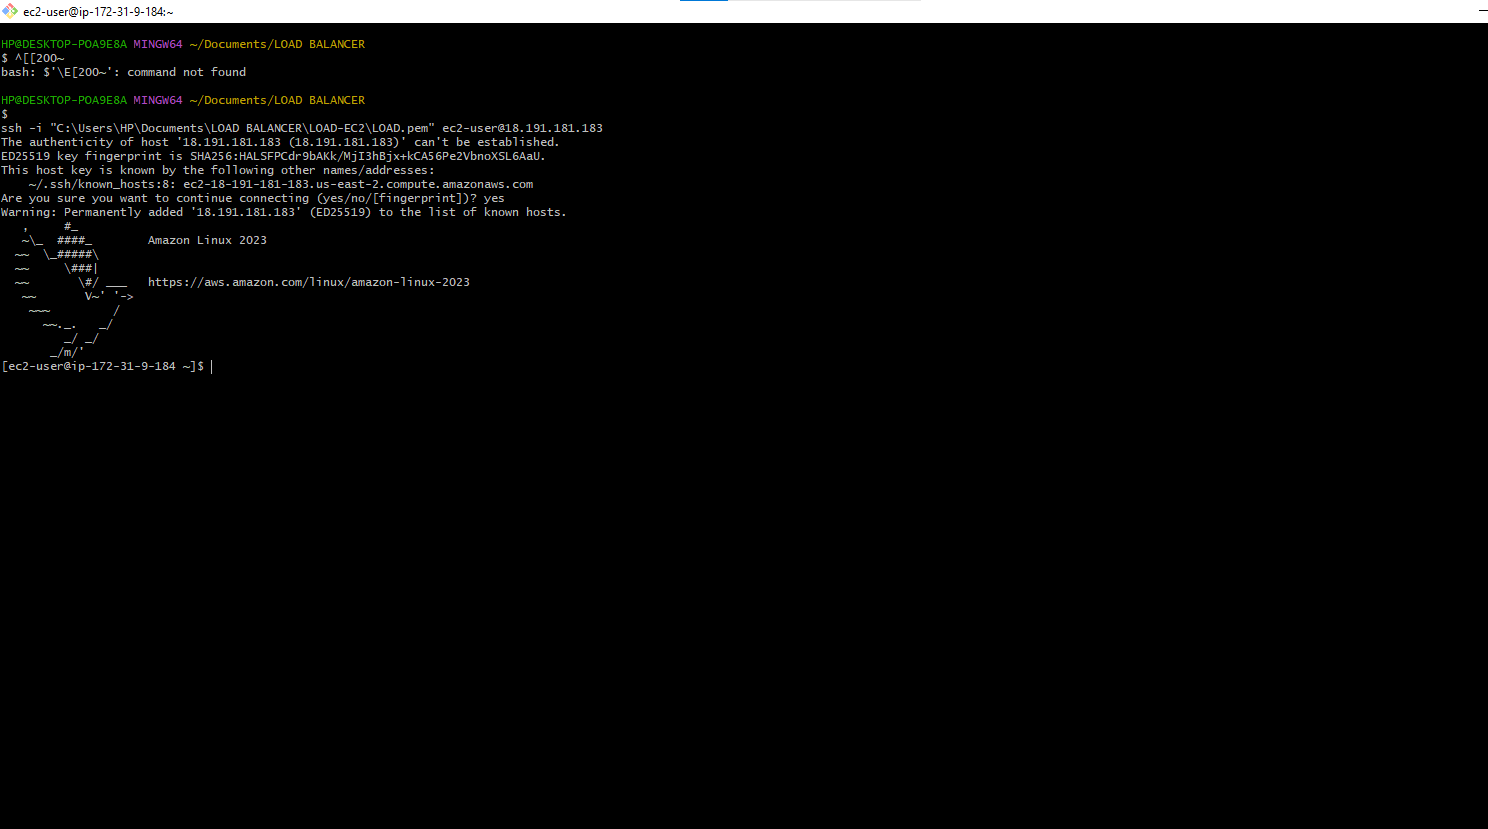 ec2-user@ip-172-31-9-184:~
HP@DESKTOP-POA9E8A MINGW64 ~/Documents/LOAD BALANCER
$ ^[[200~
bash: $'\E[200~': command not found
HP@DESKTOP-POA9E8A MINGW64 ~/Documents/LOAD BALANCER
$
ssh -i "C:\Users\HP\Documents\LOAD BALANCER\LOAD-EC2\LOAD.pem" ec2-user@18.191.181.183
The authenticity of host '18.191.181.183 (18.191.181.183)' can't be established.
ED25519 key fingerprint is SHA256:HALSFPCdr9bAKk/MjI3hBjx+kCA56Pe2VbnoXSL6AaU.
This host key is known by the following other names/addresses:
    ~/.ssh/known_hosts:8: ec2-18-191-181-183.us-east-2.compute.amazonaws.com
Are you sure you want to continue connecting (yes/no/[fingerprint])? yes
Warning: Permanently added '18.191.181.183' (ED25519) to the list of known hosts.
   ,     #_
   ~\_  ####_        Amazon Linux 2023
  ~~  \_#####\
  ~~     \###|
  ~~       \#/ ___   https://aws.amazon.com/linux/amazon-linux-2023
   ~~       V~' '->
    ~~~         /
      ~~._.   _/
         _/ _/
       _/m/'
[ec2-user@ip-172-31-9-184 ~]$